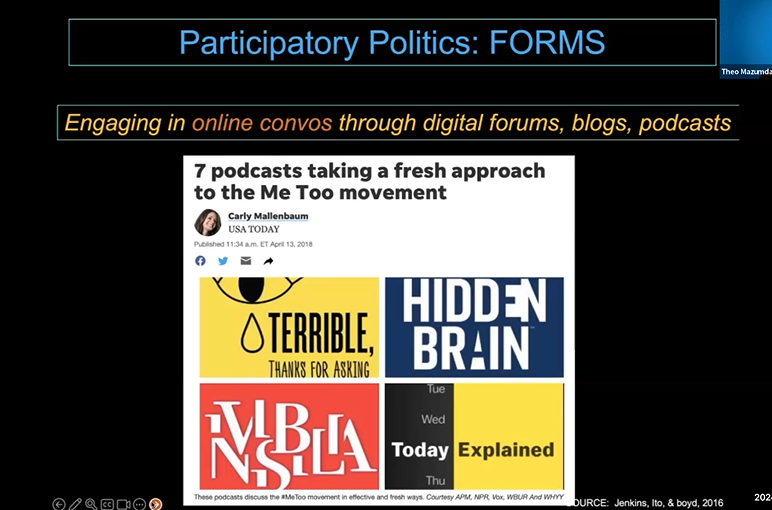 Participatory Politics: FORMS
Theo Mazumda
Engaging in online convos through digital forums, blogs, podcasts
7 podcasts taking a fresh approach
to the Me Too movement
Carly Mallenbaum
USA TODAY
Published 11:34 a.m. ET April 13, 2018
TERRIBLE,
THANKS FOR ASKING
HIDDEN
BRAIN
INVISIBILIA
Tue
Wed
Today Explained
Thu
These podcasts discuss the #MeToo movement in effective and fresh ways. Courtesy APM, NPR, Vox, WBUR And WHYY
OURCE: Jenkins, Ito, & boyd, 2016
202